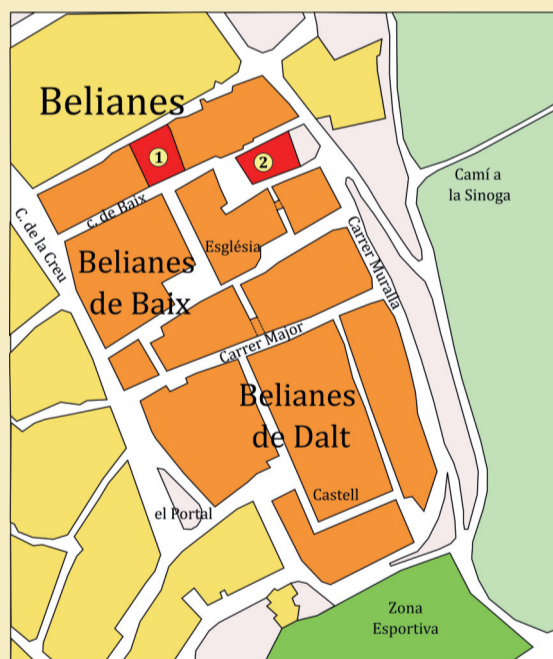 Belianes
1
2
Camí a
la Sinoga
c. de Baix
C. de la Creu
Església
Carrer Muralla
Belianes
de Baix
Carrer Major
Belianes
de Dalt
Castell
el Portal
Zona
Esportiva